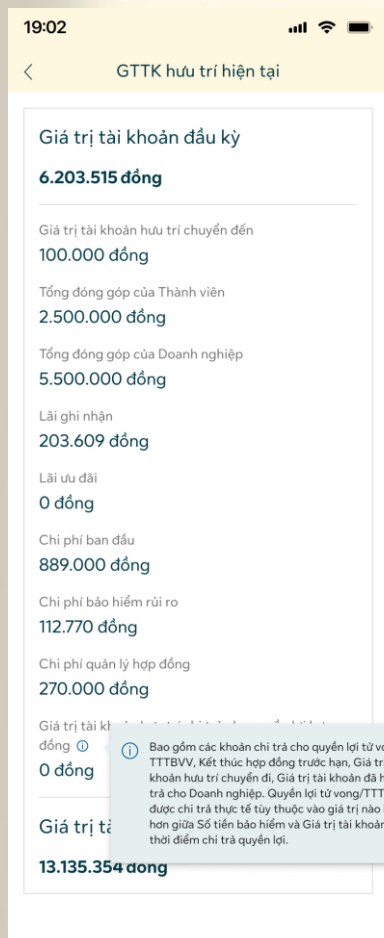 19:02
GTTK hưu trí hiện tại
Giá trị tài khoản đầu kỳ
6.203.515 đồng
Giá trị tài khoản hưu trí chuyển đến
100.000 đồng
Tổng đóng góp của Thành viên
2.500.000 đồng
Tổng đóng góp của Doanh nghiệp
5.500.000 đồng
Lãi ghi nhận
203.609 đồng
Lãi ưu đãi
0 đồng
Chi phí ban đầu
889.000 đồng
Chi phí bảo hiểm rủi ro
112.770 đồng
Chi phí quản lý hợp đồng
270.000 đồng
Giá trị tài
đồng
0 đồng
Bao gồm các khoản chi trả cho quyền lợi tử
TTTBVV, Kết thúc hợp đồng trước hạn, Giá
khoản hưu trí chuyển đi, Giá trị tài khoản đã
trả cho Doanh nghiệp. Quyền lợi tử
được chi trả thực tế tùy thuộc vào giá trị nào
hơn giữa Số tiền bảo hiểm và Giá trị tài khoản
thời điểm chi trả quyền lợi.
Giá trị
13.135.354 đồng